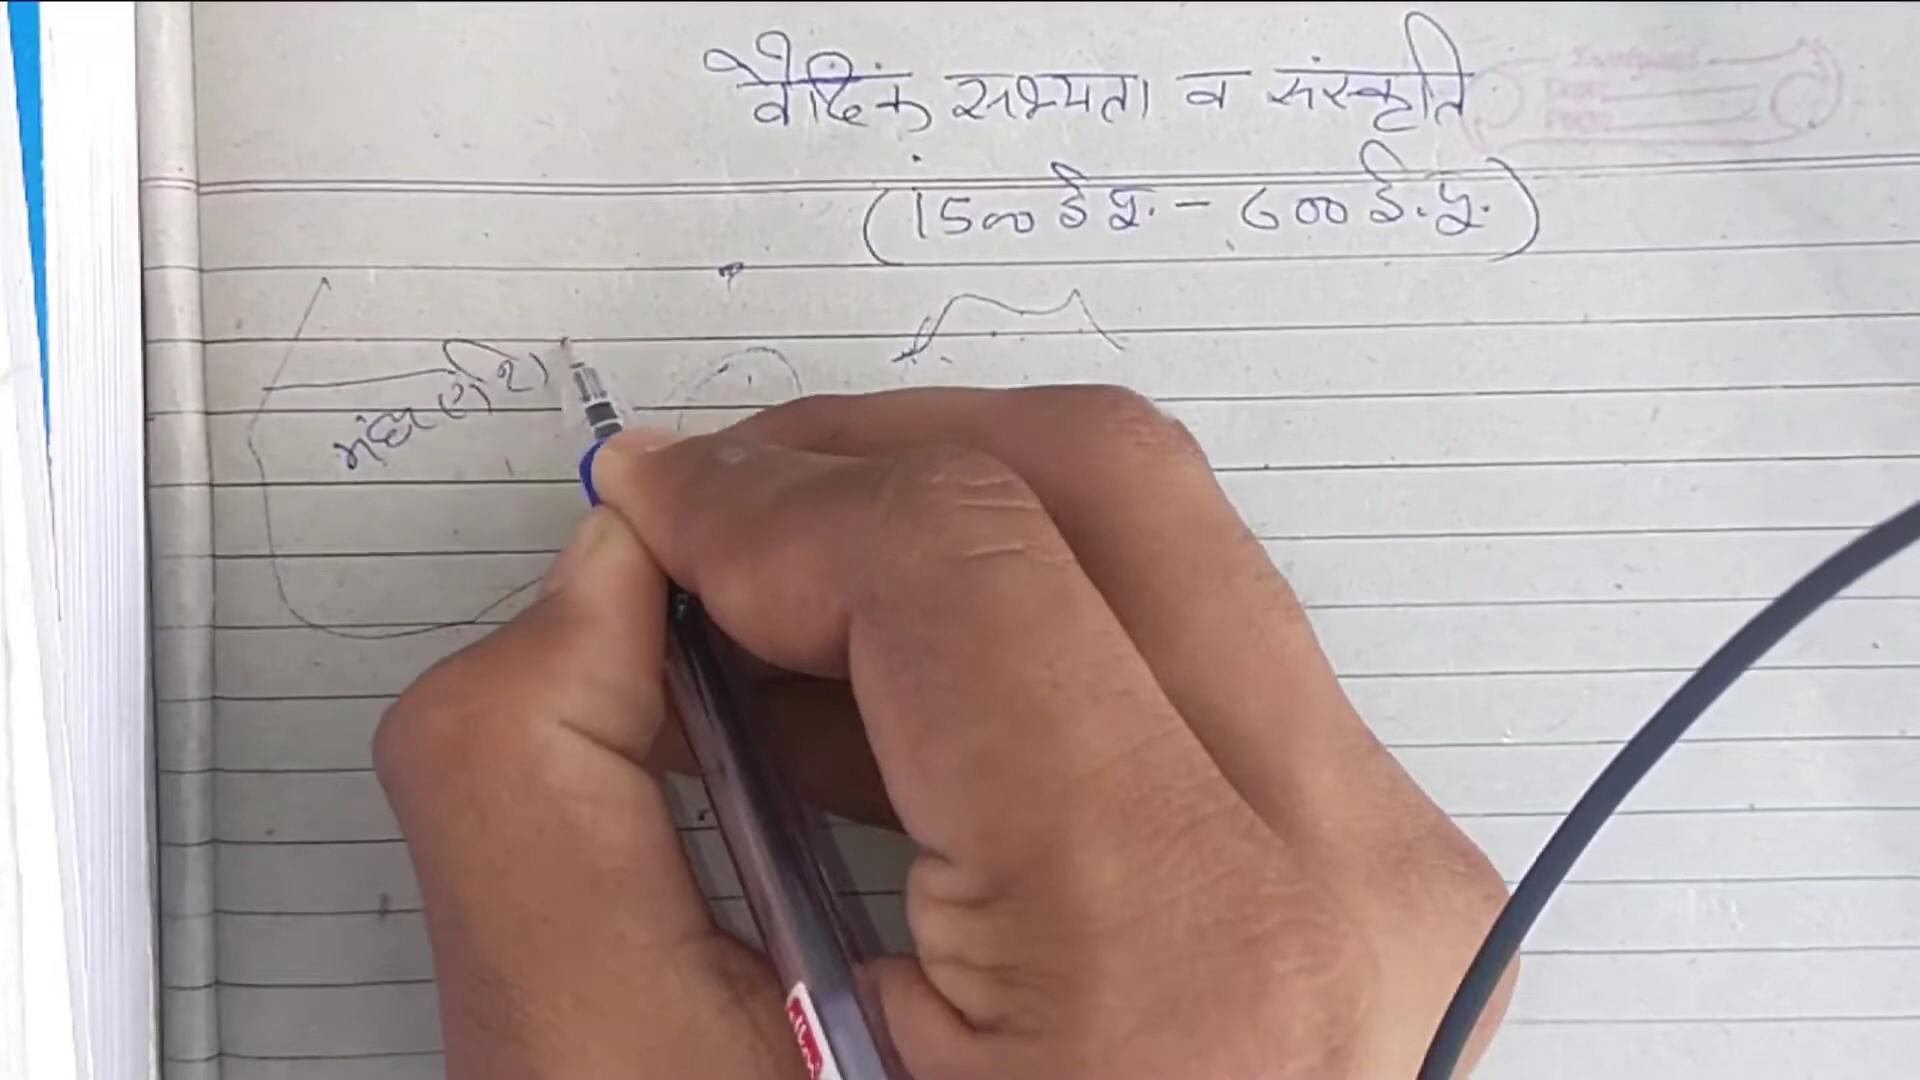 वैदिक सभ्यता व संस्कृति
(1500 ई पू. - 600 ई. पू.)